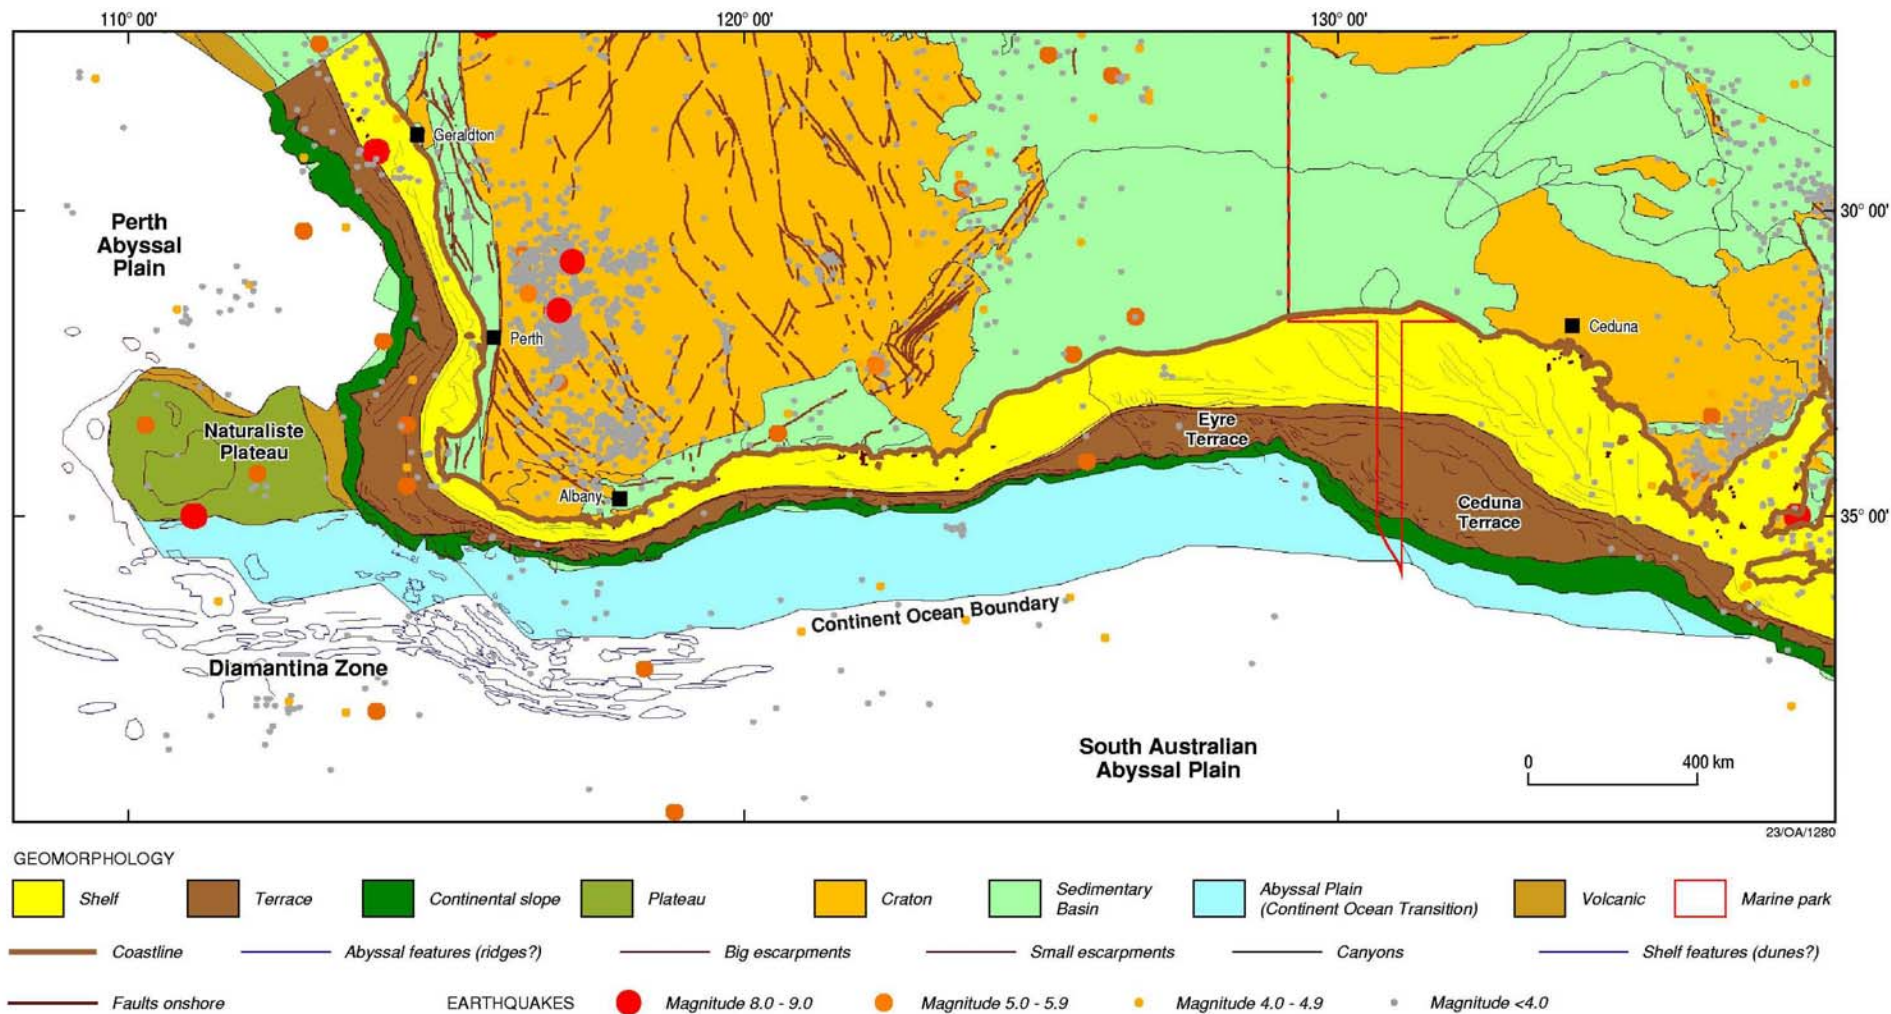 110° 00'
120° 00'
130° 00'
Geraldton
Perth
Abyssal
Plain
30° 00'
Perth
Ceduna
Naturaliste
Plateau
Eyre
Terrace
Albany
Ceduna
Terrace
35° 00'
Continent Ocean Boundary
Diamantina Zone
South Australian
Abyssal Plain
0
400 km
23/OA/1280
GEOMORPHOLOGY
Shelf
Terrace
Continental slope
Plateau
Craton
Sedimentary
Basin
Abyssal Plain
(Continent Ocean Transition)
Volcanic
Marine park
Coastline
Abyssal features (ridges?)
Big escarpments
Small escarpments
Canyons
Shelf features (dunes?)
Faults onshore
EARTHQUAKES
Magnitude 8.0 - 9.0
Magnitude 5.0 - 5.9
Magnitude 4.0 - 4.9
Magnitude <4.0